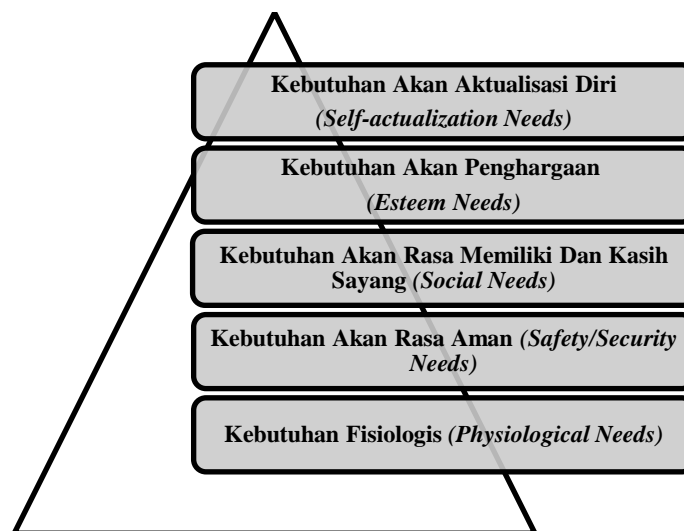 Kebutuhan Akan Aktualisasi Diri
(Self-actualization Needs)
Kebutuhan Akan Penghargaan
(Esteem Needs)
Kebutuhan Akan Rasa Memiliki Dan Kasih
Sayang (Social Needs)
Kebutuhan Akan Rasa Aman (Safety/Security
Needs)
Kebutuhan Fisiologis (Physiological Needs)